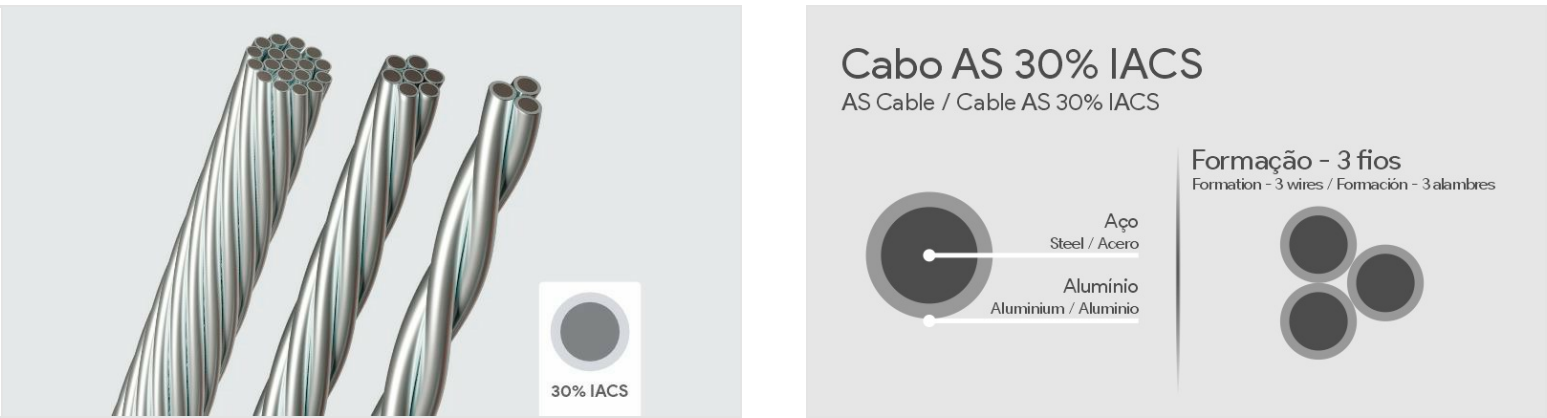 30% IACS
Cabo AS 30% IACS
AS Cable / Cable AS 30% IACS
Aço
Steel / Acero
Alumínio
Aluminium / Aluminio
Formação - 3 fios
Formation - 3 wires / Formación - 3 alambres